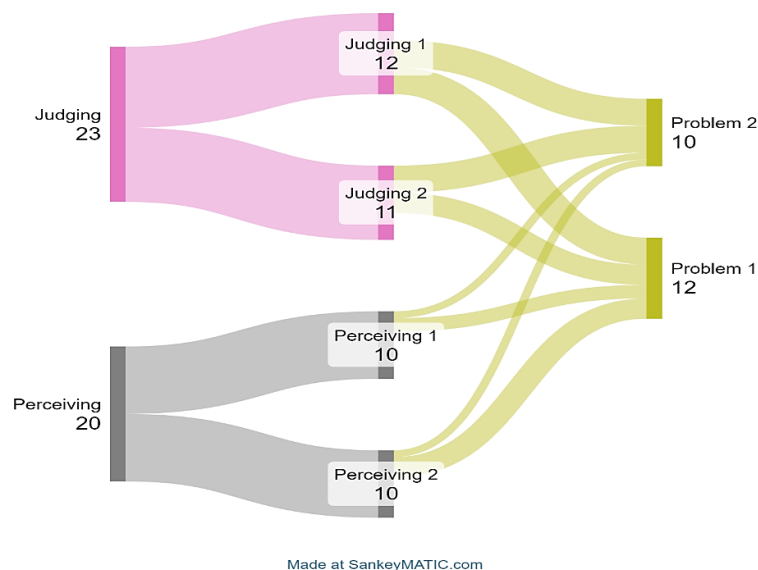 Judging 1
12
Judging
23
Problem 2
10
Judging 2
11
Problem 1
12
Perceiving 1
10
Perceiving
20
Perceiving 2
10
Made at SankeyMATIC.com